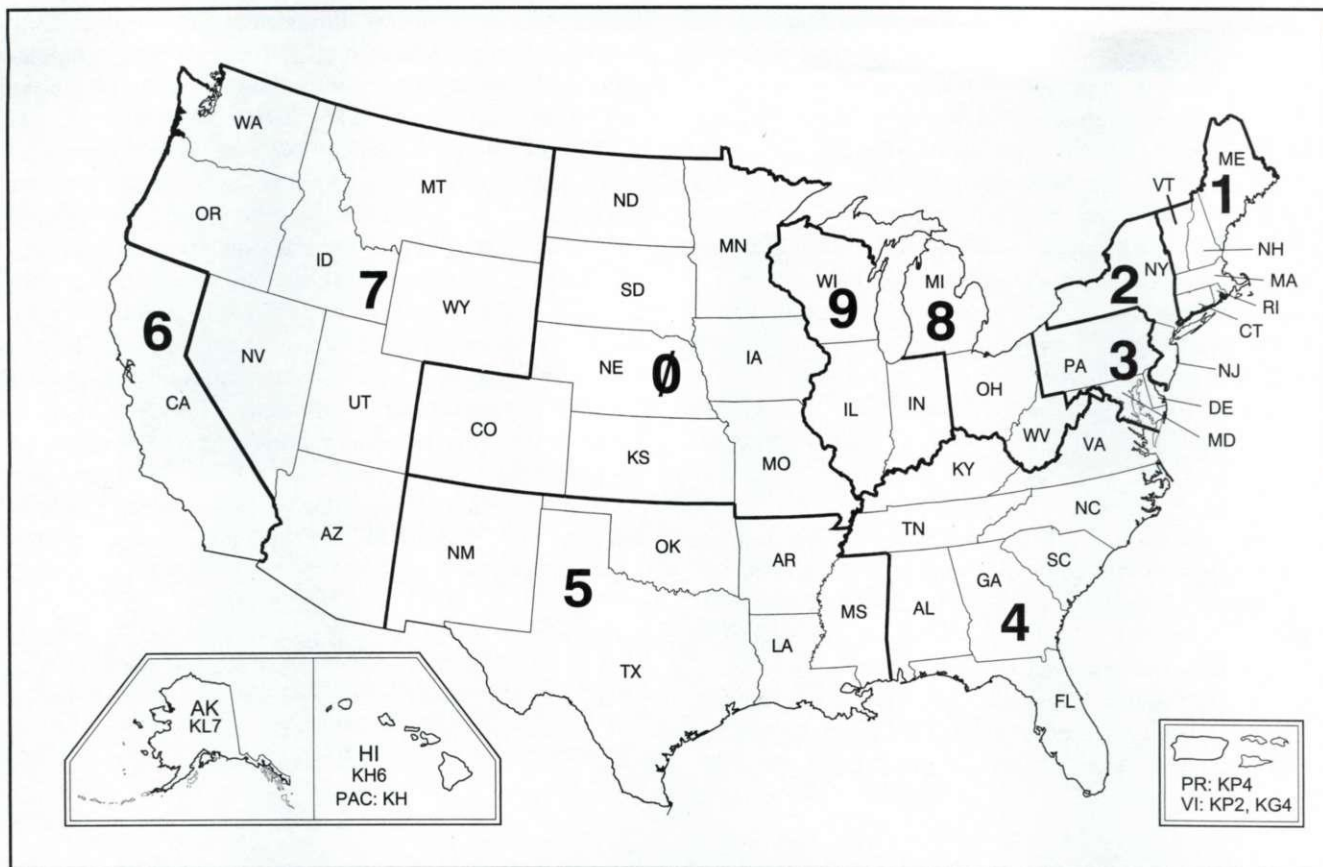 WA
ME
VT
1
MT
ND
OR
MN
NH
ID
NY
WI
MI
MA
7
SD
2
RI
9
8
WY
CT
6
3
NV
IA
NE
0
PA
NJ
OH
CA
UT
IL
IN
DE
CO
WV
MD
KS
MO
VA
KY
NC
TN
AZ
OK
NM
AR
SC
5
GA
MS
AL
4
LA
TX
FL
AK
KL7
HI
KH6
PAC: KH
PR: KP4
VI: KP2, KG4